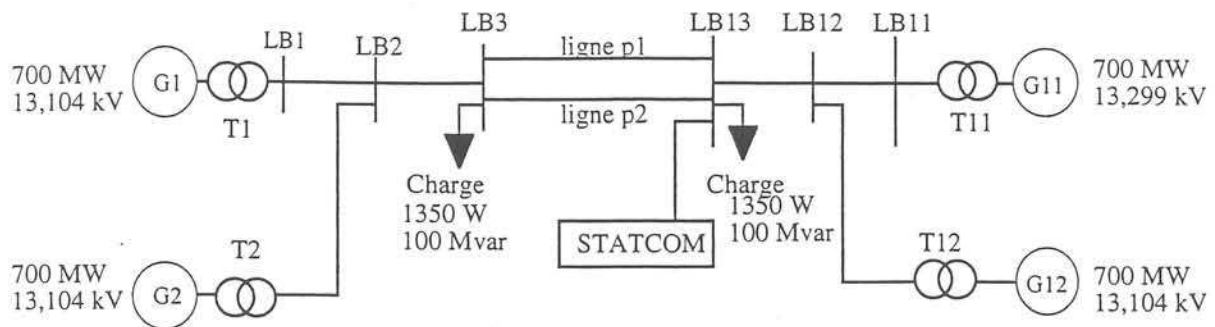 LB3
LB13
LB12
LB11
LB1
LB2
ligne p1
700 MW
13,104 kV
G1
G11
700 MW
13,299 kV
T1
ligne p2
T11
Charge
1350 W
100 Mvar
Charge
1350 W
100 Mvar
STATCOM
T2
T12
700 MW
13,104 kV
G2
G12
700 MW
13,104 kV